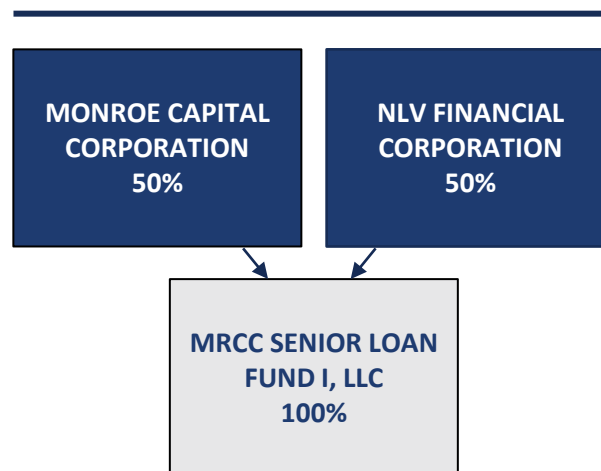 MONROE CAPITAL
CORPORATION
50%
NLV FINANCIAL
CORPORATION
50%
MRCC SENIOR LOAN
FUND I, LLC
100%